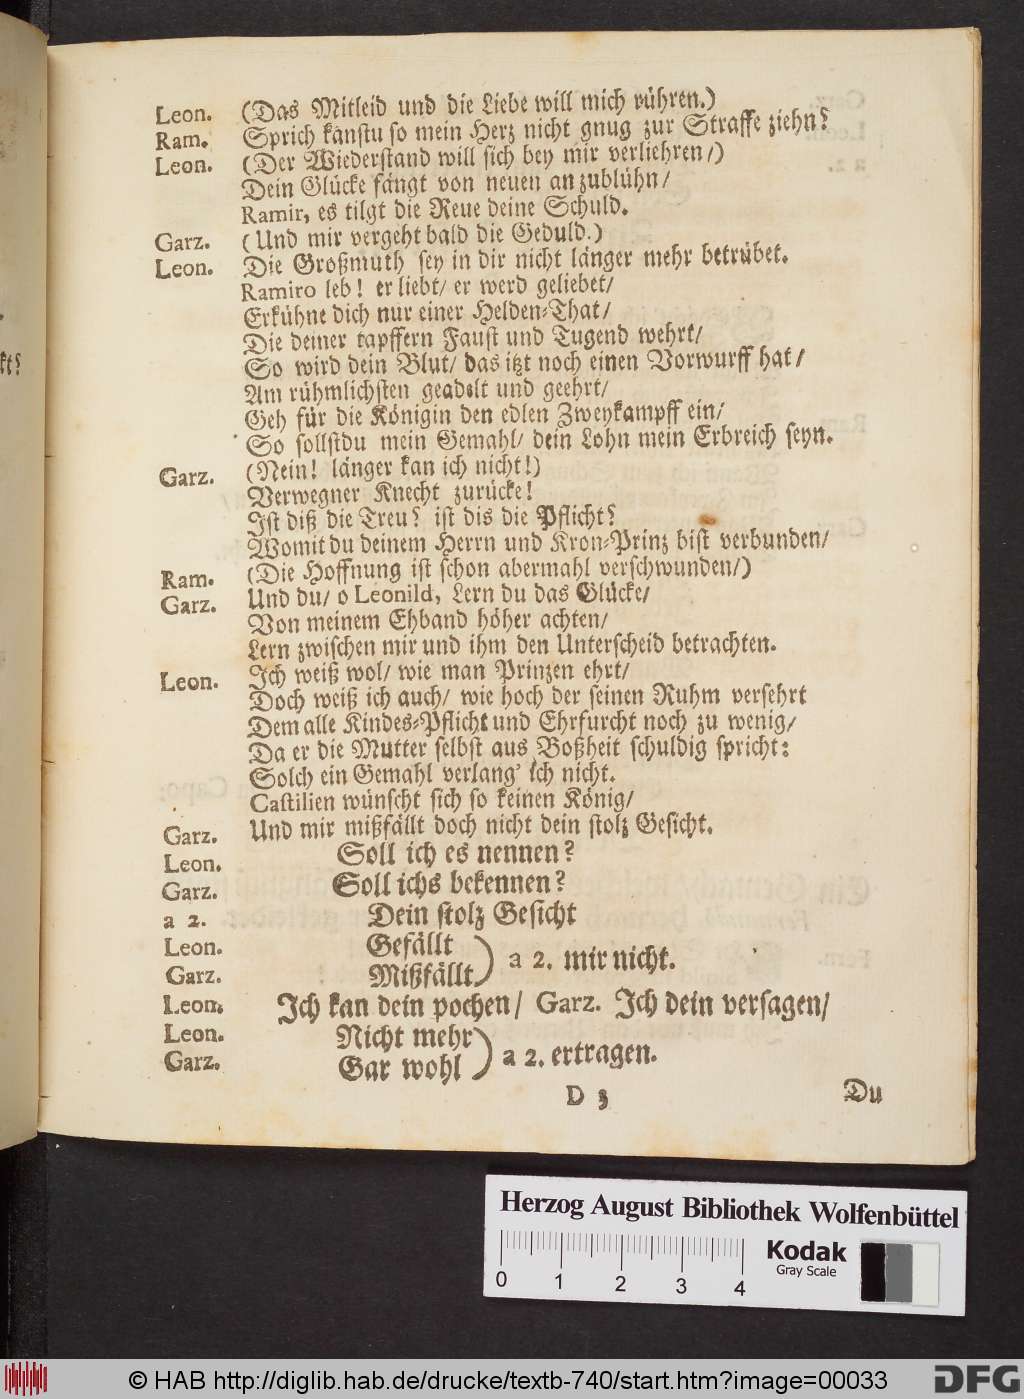 Leon. (Das Mitleid und die Liebe will mich rühren.)
Ram. Sprich kanstu so mein Herz nicht gnug zur Straffe ziehn?
Leon. (Der Wiederstand will sich bey mir verliehren/)
Dein Glücke fängt von neuen an zublühn/
Ramir, es tilgt die Reue deine Schuld.
Garz. (Und mir vergeht bald die Geduld.)
Leon. Die Großmuth sey in dir nicht länger mehr betrübet.
Ramiro leb! er liebt/ er werd geliebet/
Erkühne dich nur einer Helden-That/
Die deiner tapffern Faust und Tugend wehrt/
So wird dein Blut/ das itzt noch einen Vorwurff hat/
Am rühmlichsten geadelt und geehrt/
Geh für die Königin den edlen Zweykampff ein/
So sollstdu mein Gemahl/ dein Lohn mein Erbreich seyn.
Garz. (Nein! länger kan ich nicht!)
Verwegner Knecht zurücke!
Ist diß die Treu? ist dis die Pflicht?
Womit du deinem Herrn und Kron-Prinz bist verbunden/
Ram. (Die Hoffnung ist schon abermahl verschwunden/)
Garz. Und du/ o Leonild, Lern du das Glücke/
Von meinem Ehband höher achten/
Lern zwischen mir und ihm den Unterscheid betrachten.
Leon. Ich weiß wol/ wie man Prinzen ehrt/
Doch weiß ich auch/ wie hoch der seinen Ruhm versehrt
Dem alle Kindes-Pflicht und Ehrfurcht noch zu wenig/
Da er die Mutter selbst aus Boßheit schuldig spricht:
Solch ein Gemahl verlang' ich nicht.
Castilien wünscht sich so keinen König/
Garz. Und mir mißfällt doch nicht dein stolz Gesicht.
Leon. Soll ich es nennen?
Garz. Soll ichs bekennen?
a 2. Dein stolz Gesicht
Leon. Gefällt
Garz. Mißfällt) a 2. mir nicht.
Leon. Ich kan dein pochen/ Garz. Ich dein versagen/
Leon. Nicht mehr
Garz. Gar wohl) a 2. ertragen.
D 3 Du
kt?
Herzog August Bibliothek Wolfenbüttel
0 1 2 3 4
Kodak
Gray Scale
© HAB http://diglib.hab.de/drucke/textb-740/start.htm?image=00033
DFG